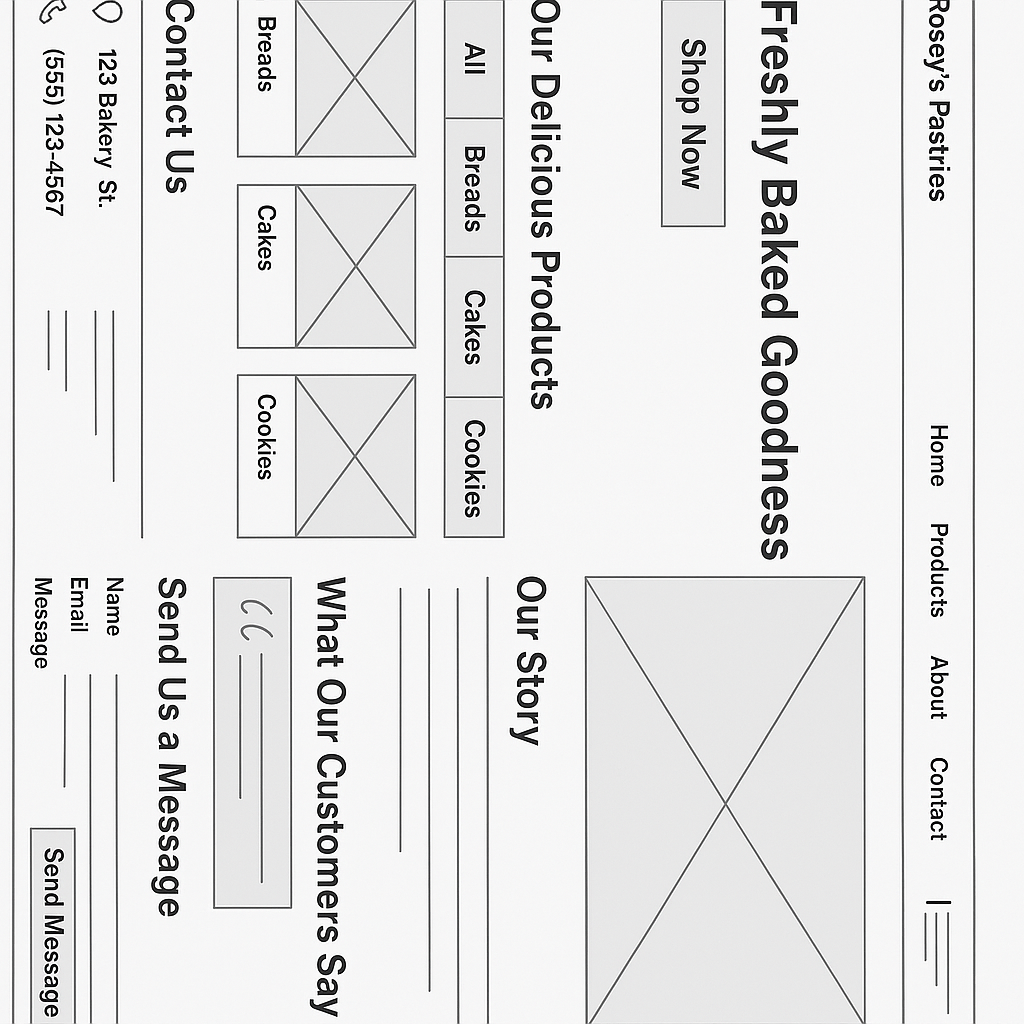 Rosey's Pastries
Home Products About Contact
Freshly Baked Goodness
Shop Now
Our Delicious Products
All Breads Cakes Cookies
Breads Cakes Cookies
Our Story
What Our Customers Say
Contact Us
123 Bakery St.
(555) 123-4567
Send Us a Message
Name
Email
Message
Send Message